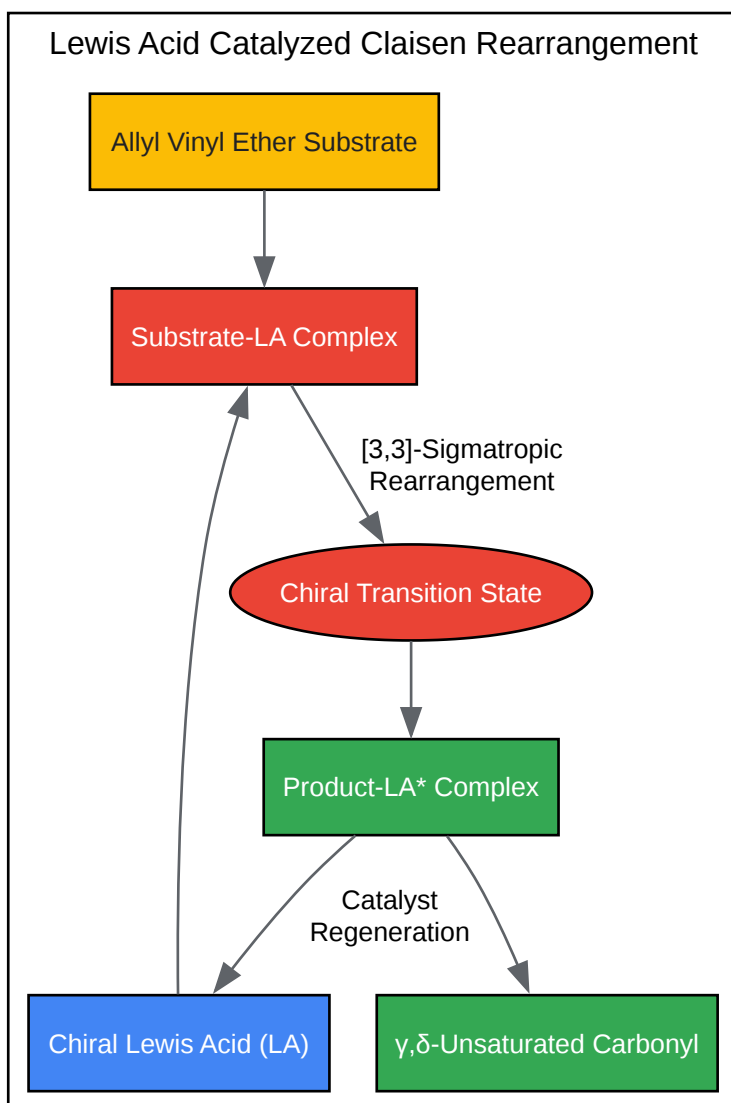 Lewis Acid Catalyzed Claisen Rearrangement
Allyl Vinyl Ether Substrate
Substrate-LA Complex
[3,3]-Sigmatropic
Rearrangement
Chiral Transition State
Product-LA* Complex
Catalyst
Regeneration
Chiral Lewis Acid (LA)
γ,δ-Unsaturated Carbonyl